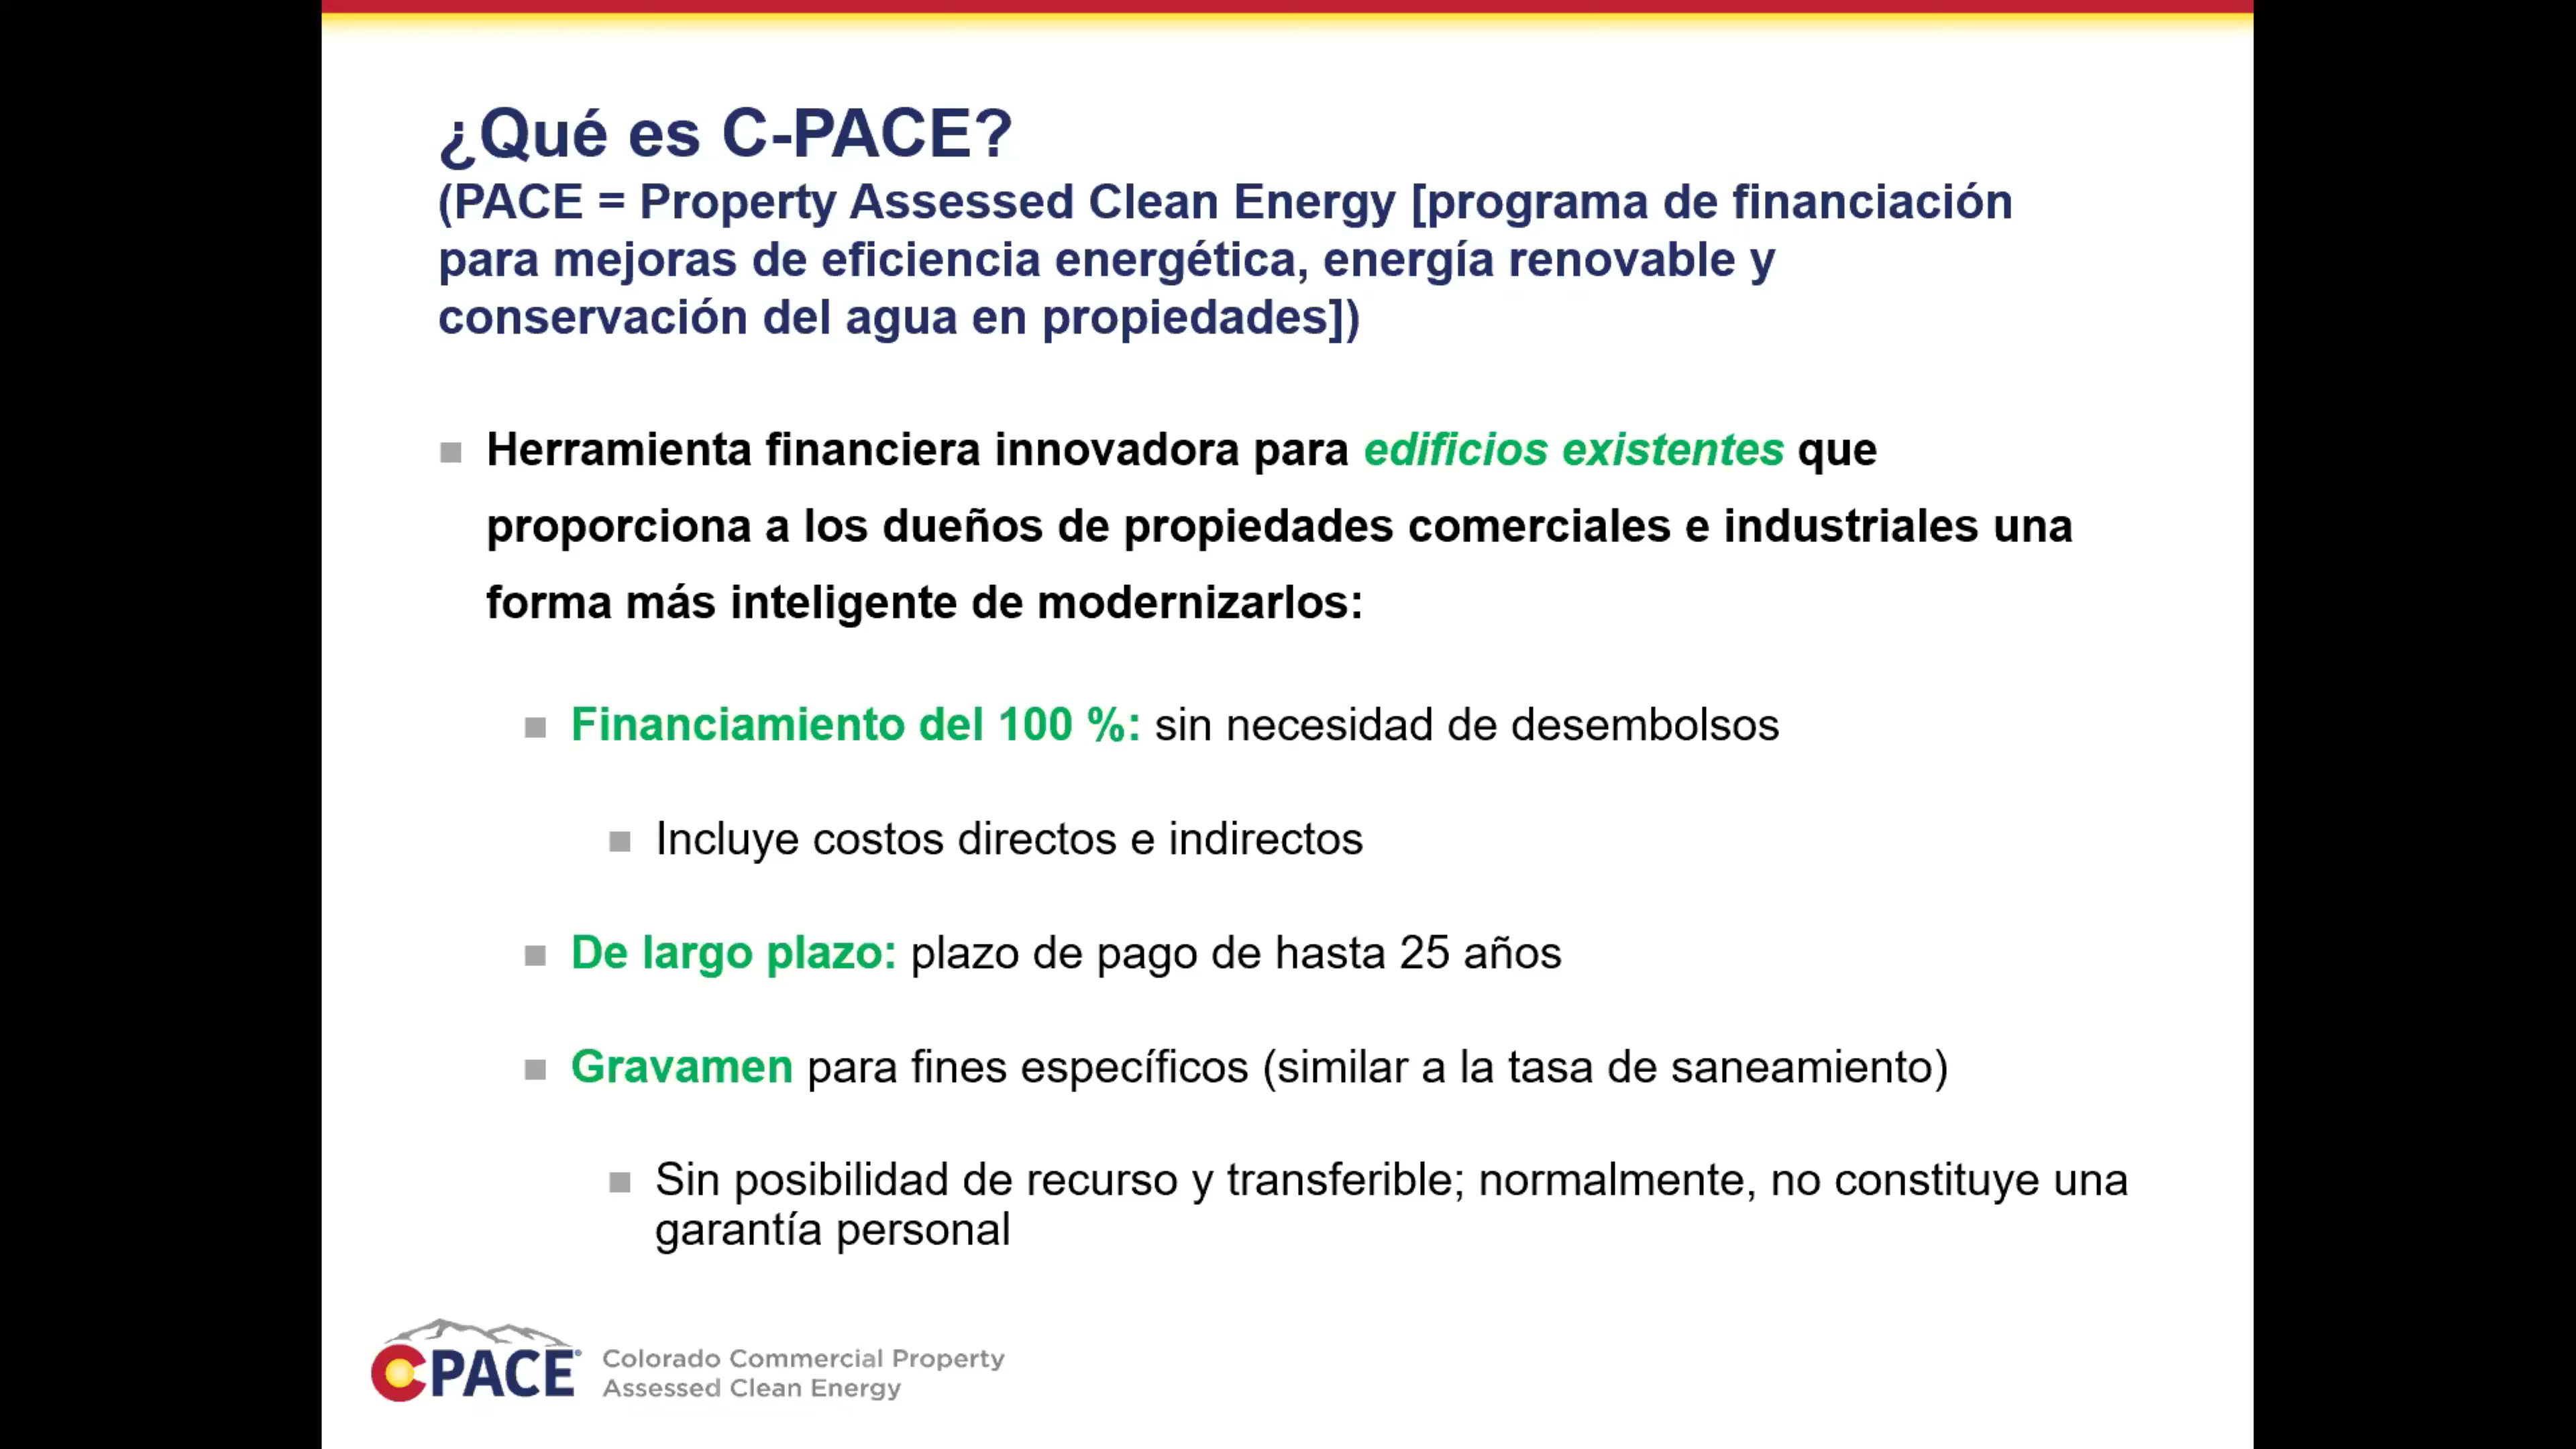 ¿Qué es C-PACE?
(PACE = Property Assessed Clean Energy [programa de financiación
para mejoras de eficiencia energética, energía renovable y
conservación del agua en propiedades])
Herramienta financiera innovadora para edificios existentes que
proporciona a los dueños de propiedades comerciales e industriales una
forma más inteligente de modernizarlos:
Financiamiento del 100 %: sin necesidad de desembolsos
Incluye costos directos e indirectos
De largo plazo: plazo de pago de hasta 25 años
Gravamen para fines específicos (similar a la tasa de saneamiento)
Sin posibilidad de recurso y transferible; normalmente, no constituye una
garantía personal
CPACE®
Colorado Commercial Property
Assessed Clean Energy